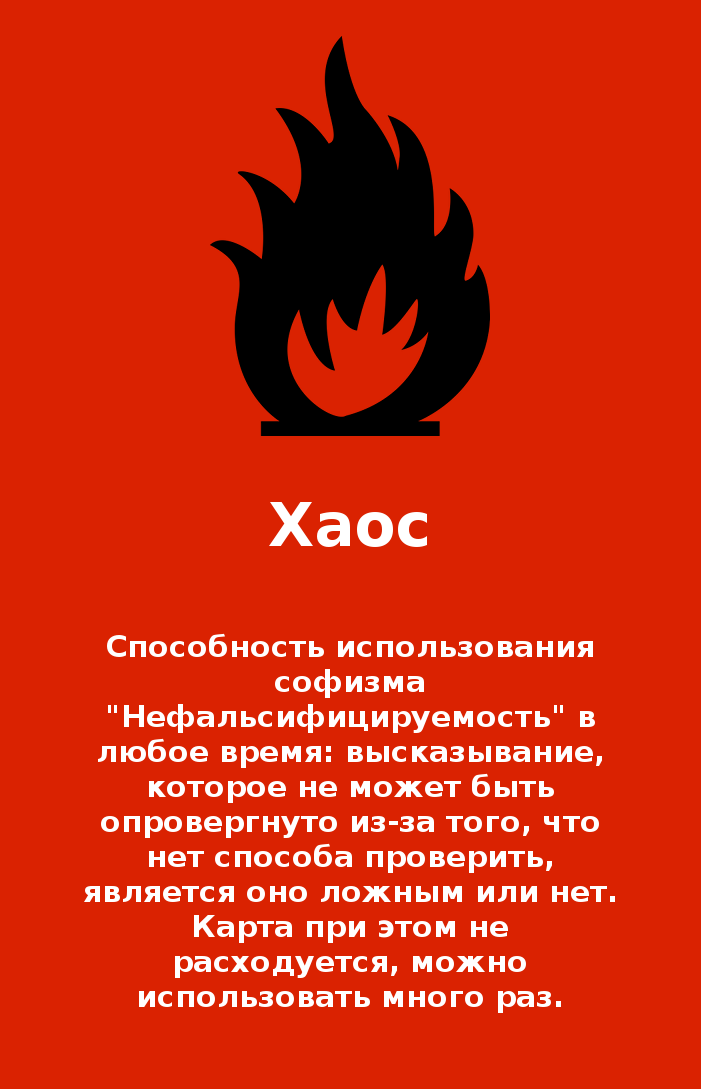 Хаос
Способность использования
софизма
"Нефальсифицируемость" в
любое время: высказывание,
которое не может быть
опровергнуто из-за того, что
нет способа проверить,
является оно ложным или нет.
Карта при этом не
расходуется, можно
использовать много раз.